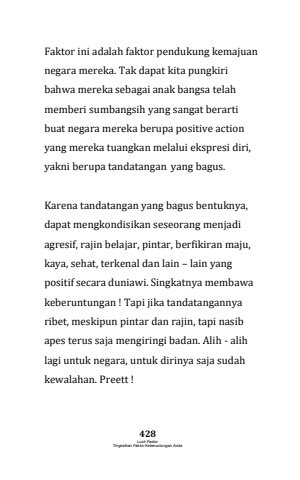 Faktor ini adalah faktor pendukung kemajuan
negara mereka. Tak dapat kita pungkiri
bahwa mereka sebagai anak bangsa telah
memberi sumbangsih yang sangat berarti
buat negara mereka berupa positive action
yang mereka tuangkan melalui ekspresi diri,
yakni berupa tandatangan yang bagus.
Karena tandatangan yang bagus bentuknya,
dapat mengkondisikan seseorang menjadi
agresif, rajin belajar, pintar, berfikiran maju,
kaya, sehat, terkenal dan lain – lain yang
positif secara duniawi. Singkatnya membawa
keberuntungan ! Tapi jika tandatangannya
ribet, meskipun pintar dan rajin, tapi nasib
apes terus saja mengiringi badan. Alih - alih
lagi untuk negara, untuk dirinya saja sudah
kewalahan. Preett !
428
Luck Factor
Tingkatkan Faktor Keberuntungan Anda